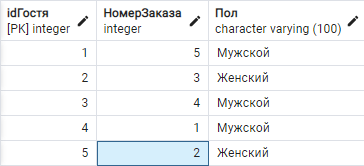 idГостя НомерЗаказа Пол
[PK] integer integer character varying (100)
1 5 Мужской
2 3 Женский
3 4 Мужской
4 1 Мужской
5 2 Женский